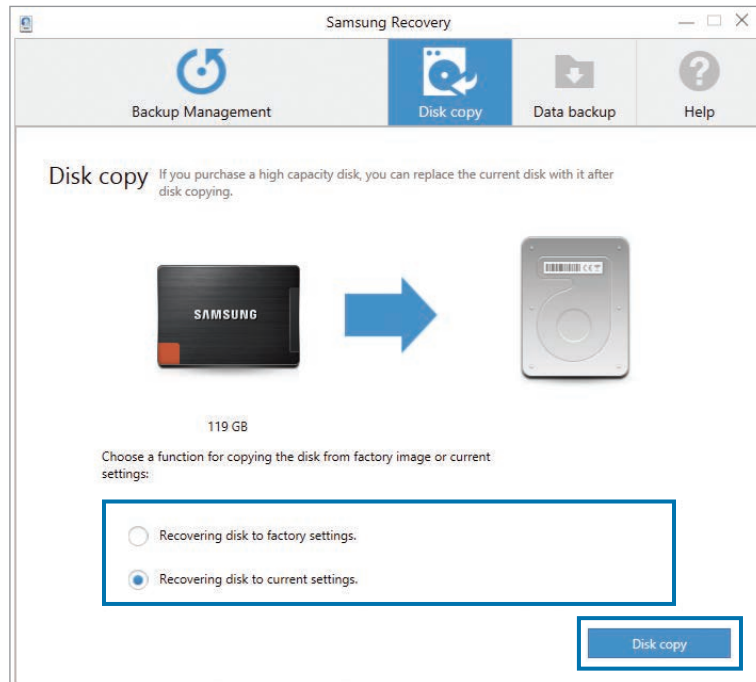 Samsung Recovery
Backup Management
Disk copy
Data backup
Help
Disk copy
If you purchase a high capacity disk, you can replace the current disk with it after
disk copying.
SAMSUNG
119 GB
Choose a function for copying the disk from factory image or current
settings:
Recovering disk to factory settings.
Recovering disk to current settings.
Disk copy